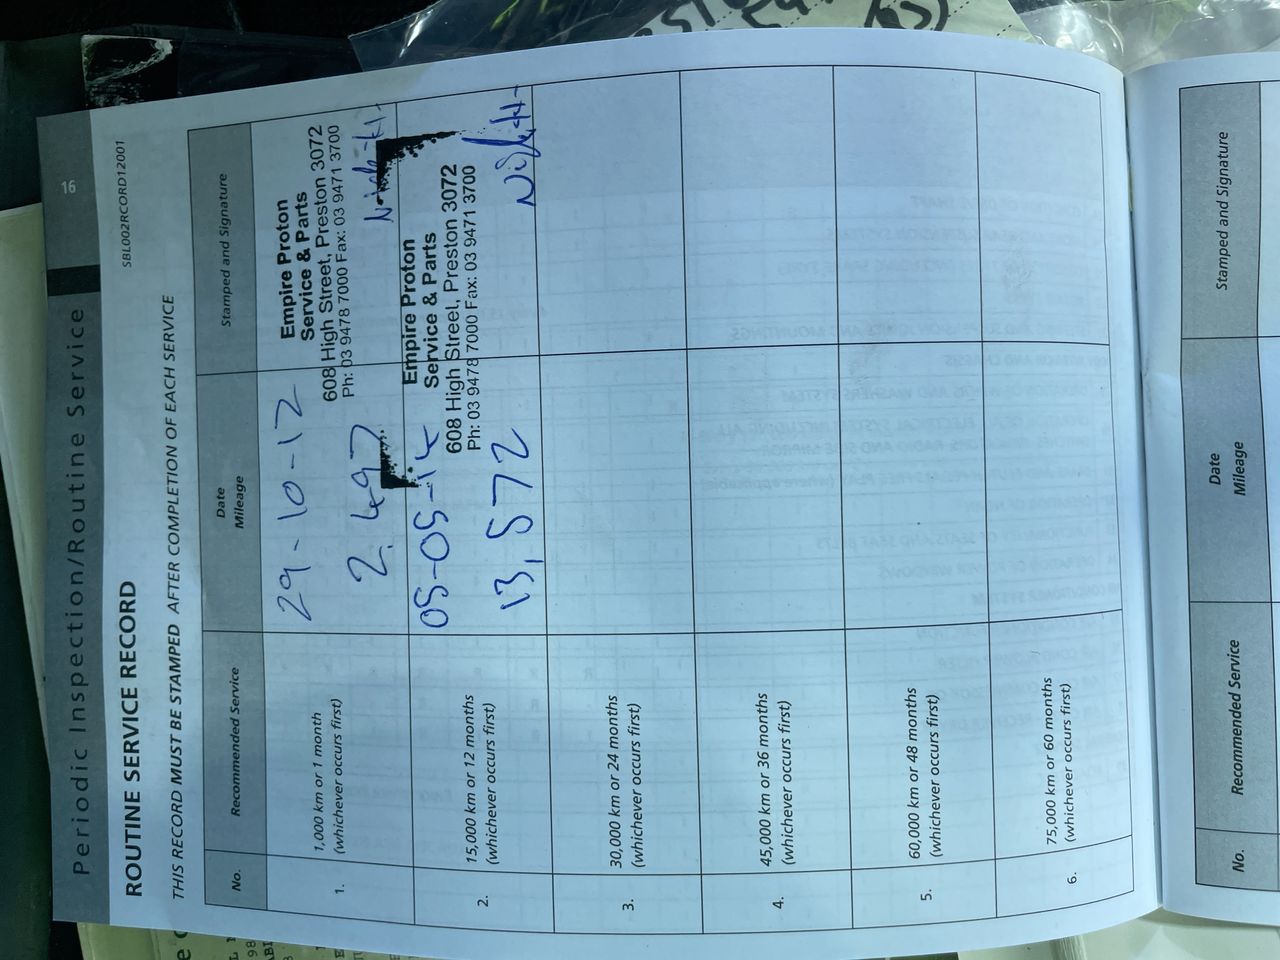 Periodic Inspection/Routine Service 16
SBL002RCORD12001
ROUTINE SERVICE RECORD
THIS RECORD MUST BE STAMPED AFTER COMPLETION OF EACH SERVICE
No. Recommended Service Date Mileage Stamped and Signature
1. 1,000 km or 1 month (whichever occurs first)
29-10-12
2.497
Empire Proton
Service & Parts
608 High Street, Preston 3072
Ph: 03 9478 7000 Fax: 03 9471 3700
2. 15,000 km or 12 months (whichever occurs first)
05-05-14
13,572
Empire Proton
Service & Parts
608 High Street, Preston 3072
Ph: 03 9478 7000 Fax: 03 9471 3700
3. 30,000 km or 24 months (whichever occurs first)
4. 45,000 km or 36 months (whichever occurs first)
5. 60,000 km or 48 months (whichever occurs first)
6. 75,000 km or 60 months (whichever occurs first)
No. Recommended Service Date Mileage Stamped and Signature